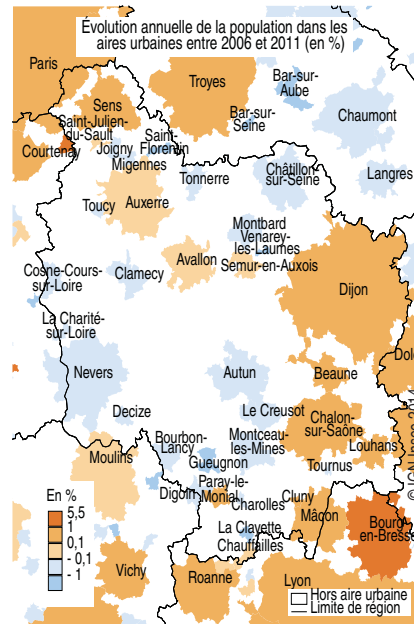 Évolution annuelle de la population dans les
aires urbaines entre 2006 et 2011 (en %)
Paris
Troyes
Bar-sur-
Aube
Sens
Saint-Julien-
du-Sault
Bar-sur-
Seine
Chaumont
Courtenay
Joigny
Saint-
Florentin
Migennes
Tonnerre
Châtillon-
sur-Seine
Langres
Toucy
Auxerre
Montbard
Venarey-
les-Laumes
Avallon
Semur-en-Auxois
Cosne-Cours-
sur-Loire
Clamecy
Dijon
La Charité-
sur-Loire
Nevers
Autun
Beaune
Decize
Le Creusot
Chalon-
sur-Saône
Bourbon-
Lancy
Montceau-
les-Mines
Louhans
Moulins
Gueugnon
Tournus
Digoin
Paray-le-
Monial
Charolles
Cluny
Mâcon
Bourg-
en-Bresse
La Clayette
Chauffailles
Vichy
Roanne
Lyon
En %
5,5
1
0,1
- 0,1
- 1
Hors aire urbaine
Limite de région